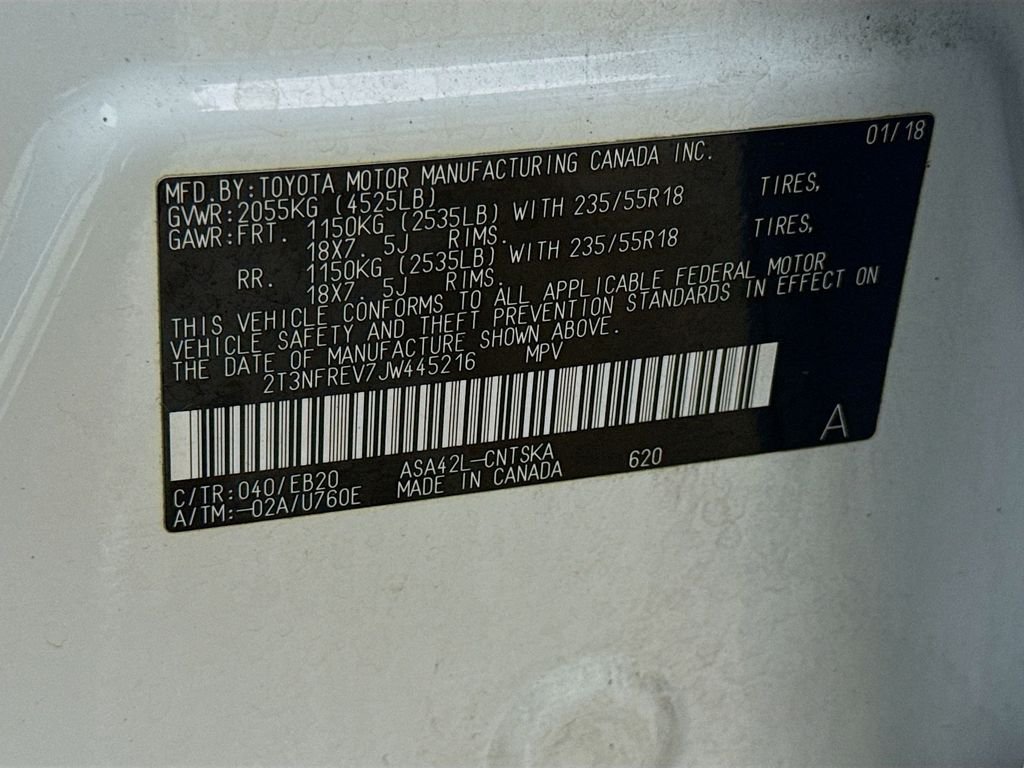 01/18
MFD.BY:TOYOTA MOTOR MANUFACTURING CANADA INC.
GVWR:2055KG (4525LB)
GAWR:FRT. 1150KG (2535LB) WITH 235/55R18 TIRES,
18X7. 5J RIMS.
RR. 1150KG (2535LB) WITH 235/55R18 TIRES,
18X7. 5J RIMS.
THIS VEHICLE CONFORMS TO ALL APPLICABLE FEDERAL MOTOR
VEHICLE SAFETY AND THEFT PREVENTION STANDARDS IN EFFECT ON
THE DATE OF MANUFACTURE SHOWN ABOVE.
2T3NFREV7JW445216 MPV
A
C/TR:040/EB20 ASA42L-CNTSKA 620
A/TM:-02A/U760E MADE IN CANADA